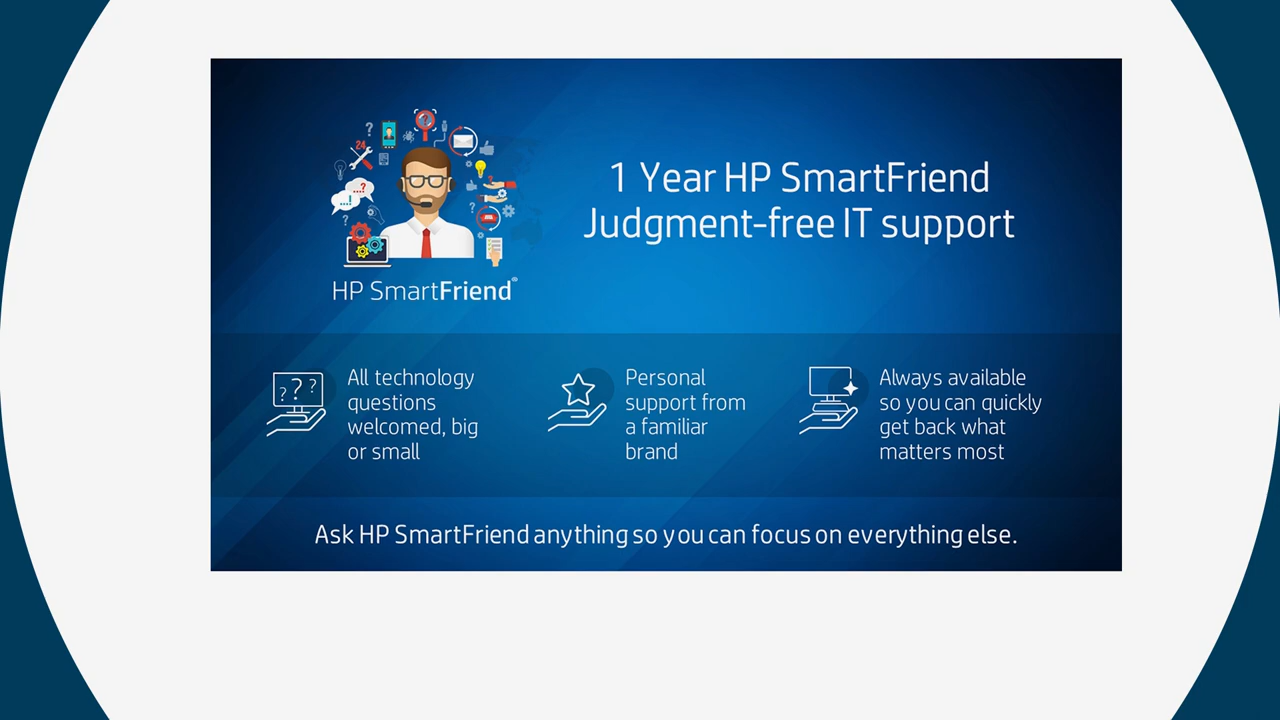 1 Year HP SmartFriend
Judgment-free IT support
HP SmartFriend®
All technology
questions
welcomed, big
or small
Personal
support from
a familiar
brand
Always available
so you can quickly
get back what
matters most
Ask HP SmartFriend anything so you can focus on everything else.